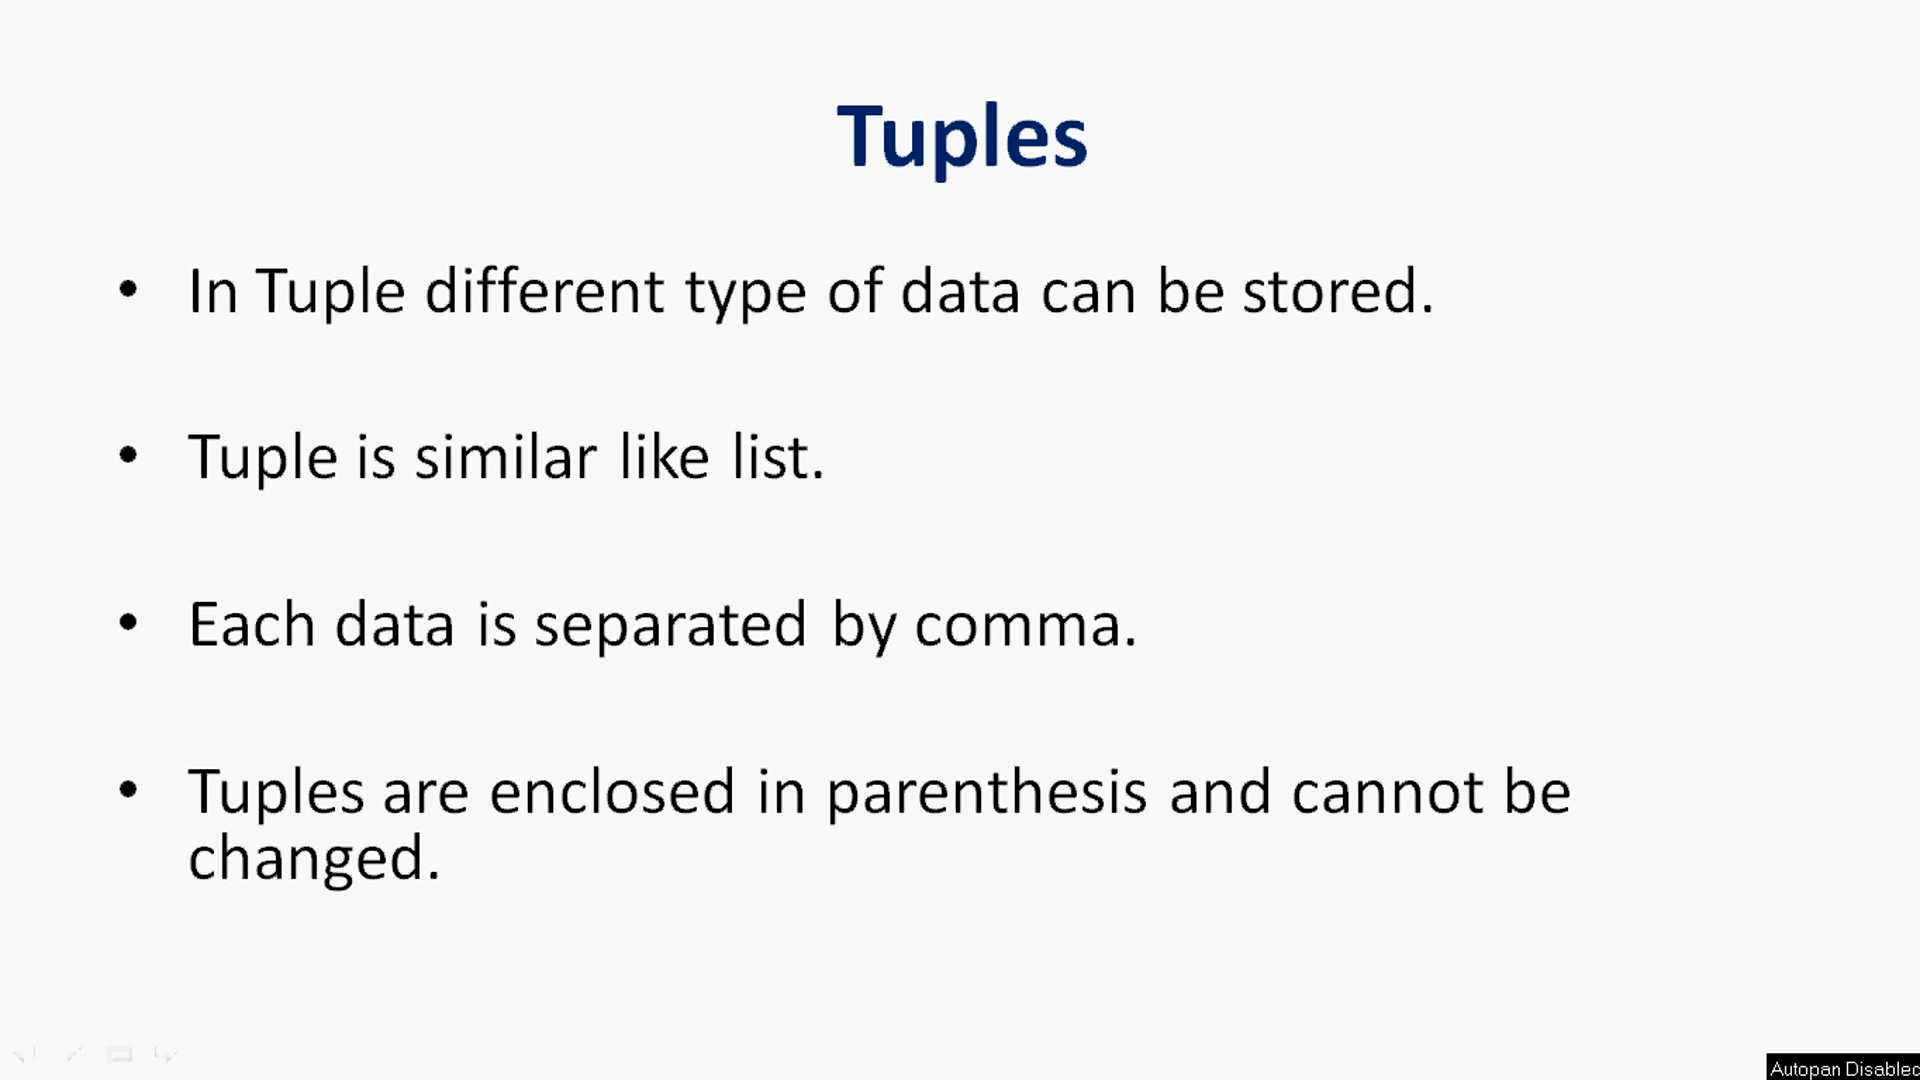 Tuples
• In Tuple different type of data can be stored.
• Tuple is similar like list.
• Each data is separated by comma.
• Tuples are enclosed in parenthesis and cannot be
changed.
Autopan Disabled